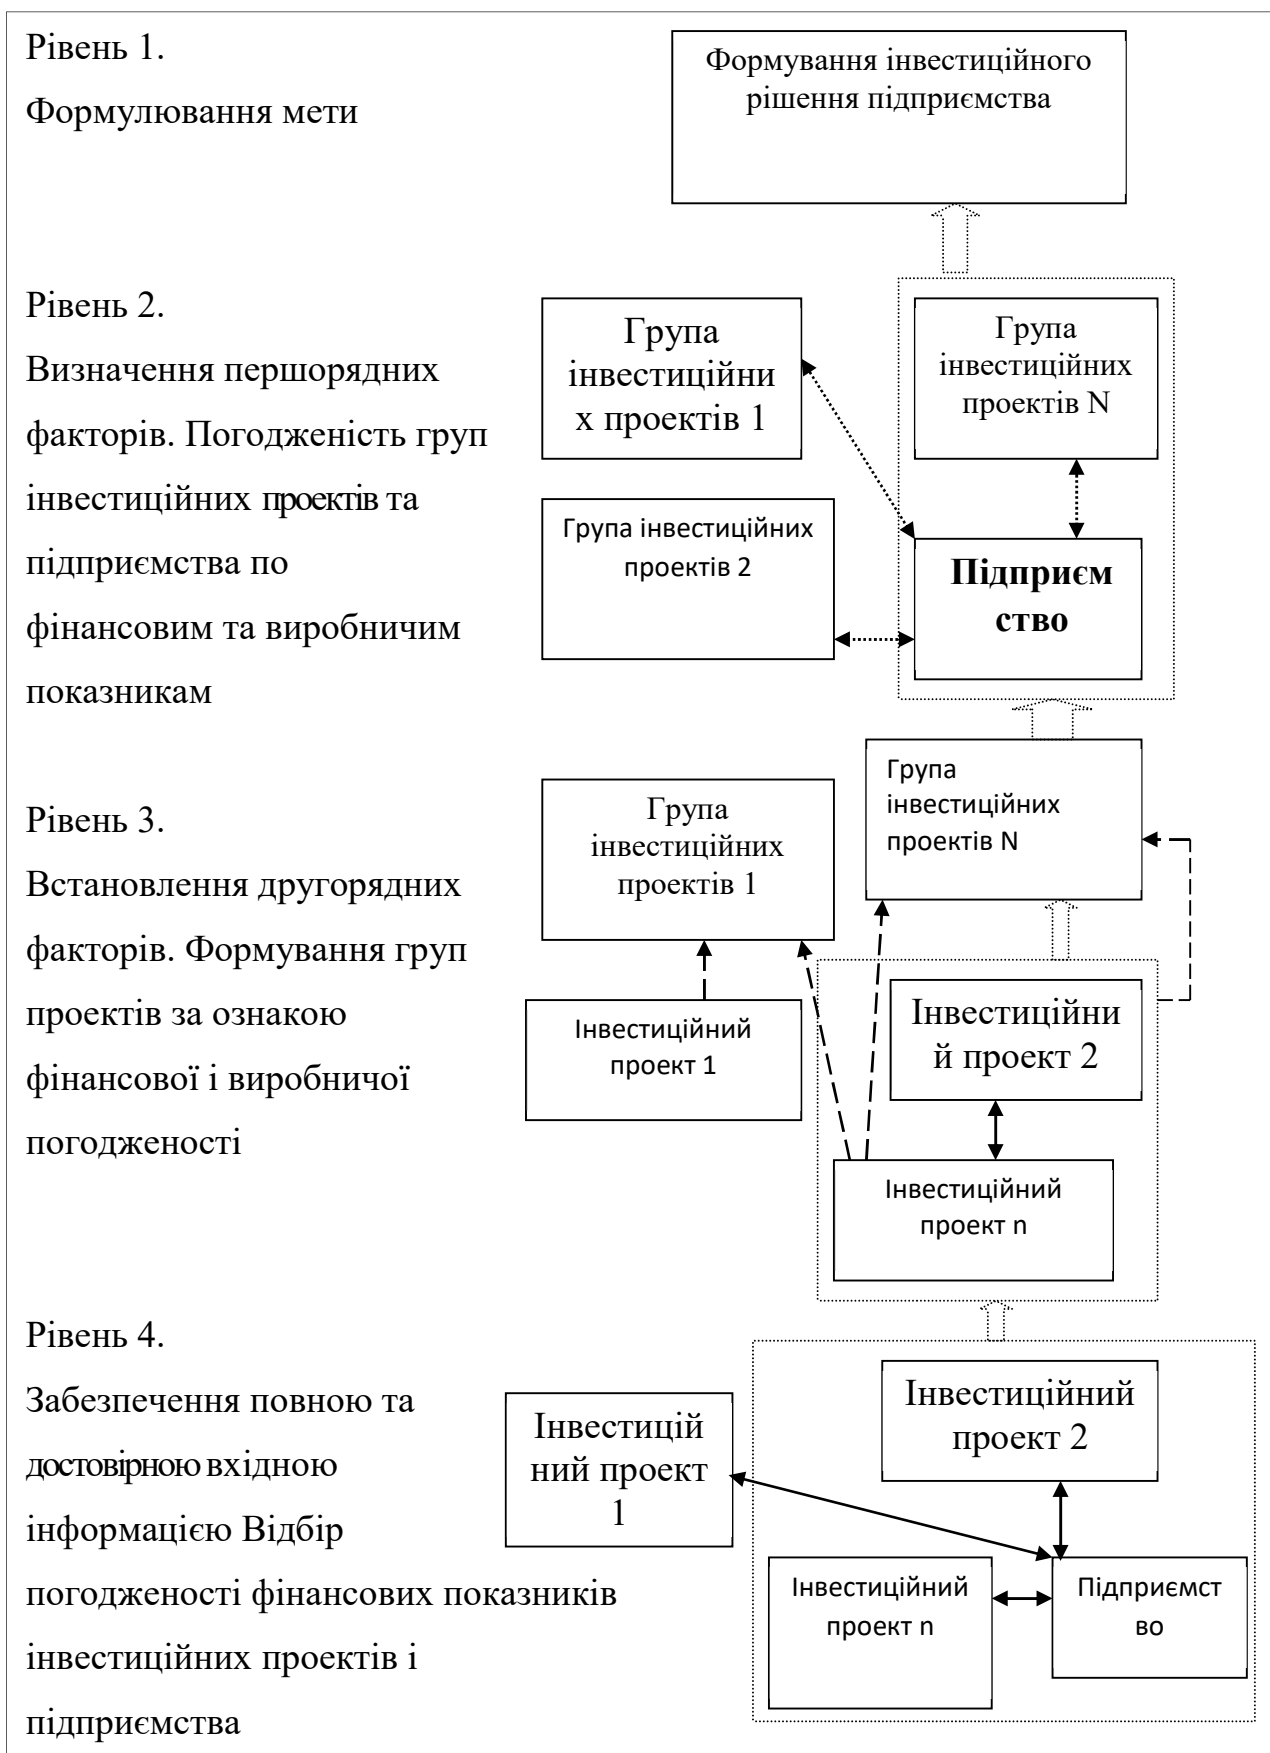 Рівень 1.
Формулювання мети
Формування інвестиційного
рішення підприємства
Рівень 2.
Визначення першорядних
факторів. Погодженість груп
інвестиційних проектів та
підприємства по
фінансовим та виробничим
показникам
Група
інвестиційни
х проектів 1
Група
інвестиційних
проектів N
Група інвестиційних
проектів 2
Підприєм
ство
Рівень 3.
Встановлення другорядних
факторів. Формування груп
проектів за ознакою
фінансової і виробничої
погодженості
Група
інвестиційних
проектів 1
Група
інвестиційних
проектів N
Інвестиційний
проект 1
Інвестиційни
й проект 2
Інвестиційний
проект n
Рівень 4.
Забезпечення повною та
достовірною вхідною
інформацією Відбір
погодженості фінансових показників
інвестиційних проектів і
підприємства
Інвестицій
ний проект
1
Інвестиційний
проект 2
Інвестиційний
проект n
Підприємст
во